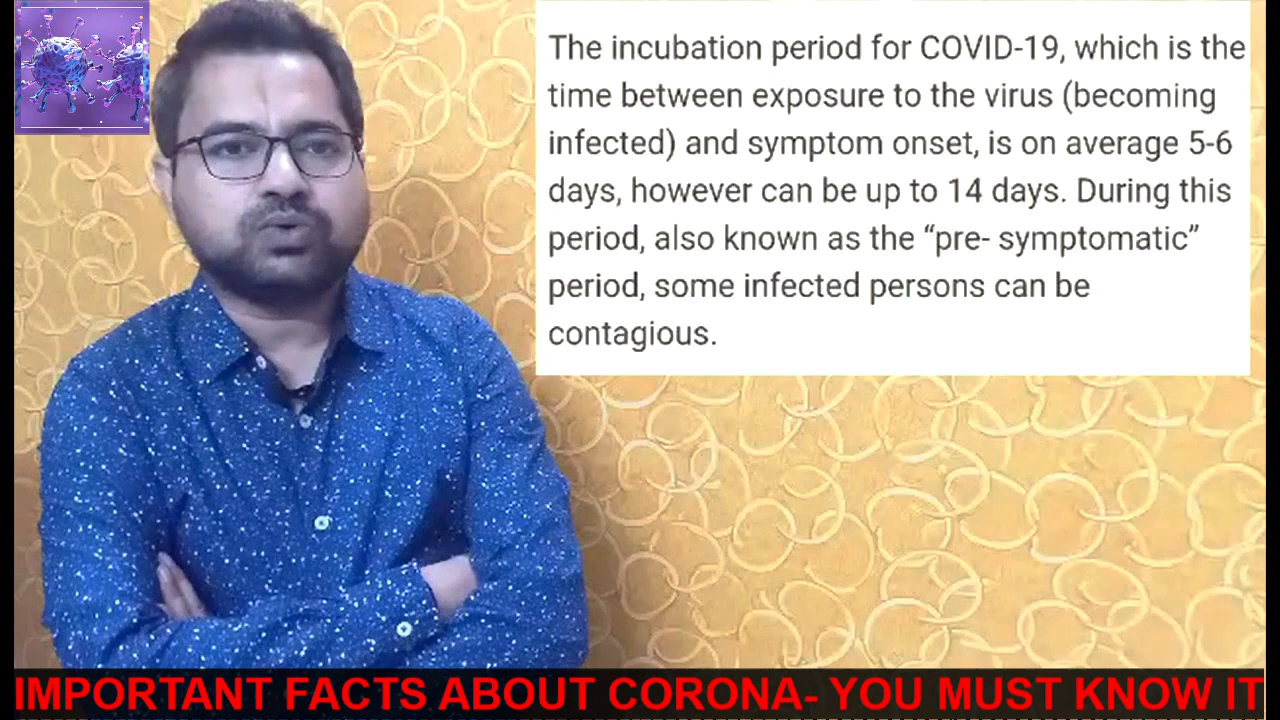 The incubation period for COVID-19, which is the
time between exposure to the virus (becoming
infected) and symptom onset, is on average 5-6
days, however can be up to 14 days. During this
period, also known as the “pre- symptomatic”
period, some infected persons can be
contagious.
IMPORTANT FACTS ABOUT CORONA- YOU MUST KNOW IT